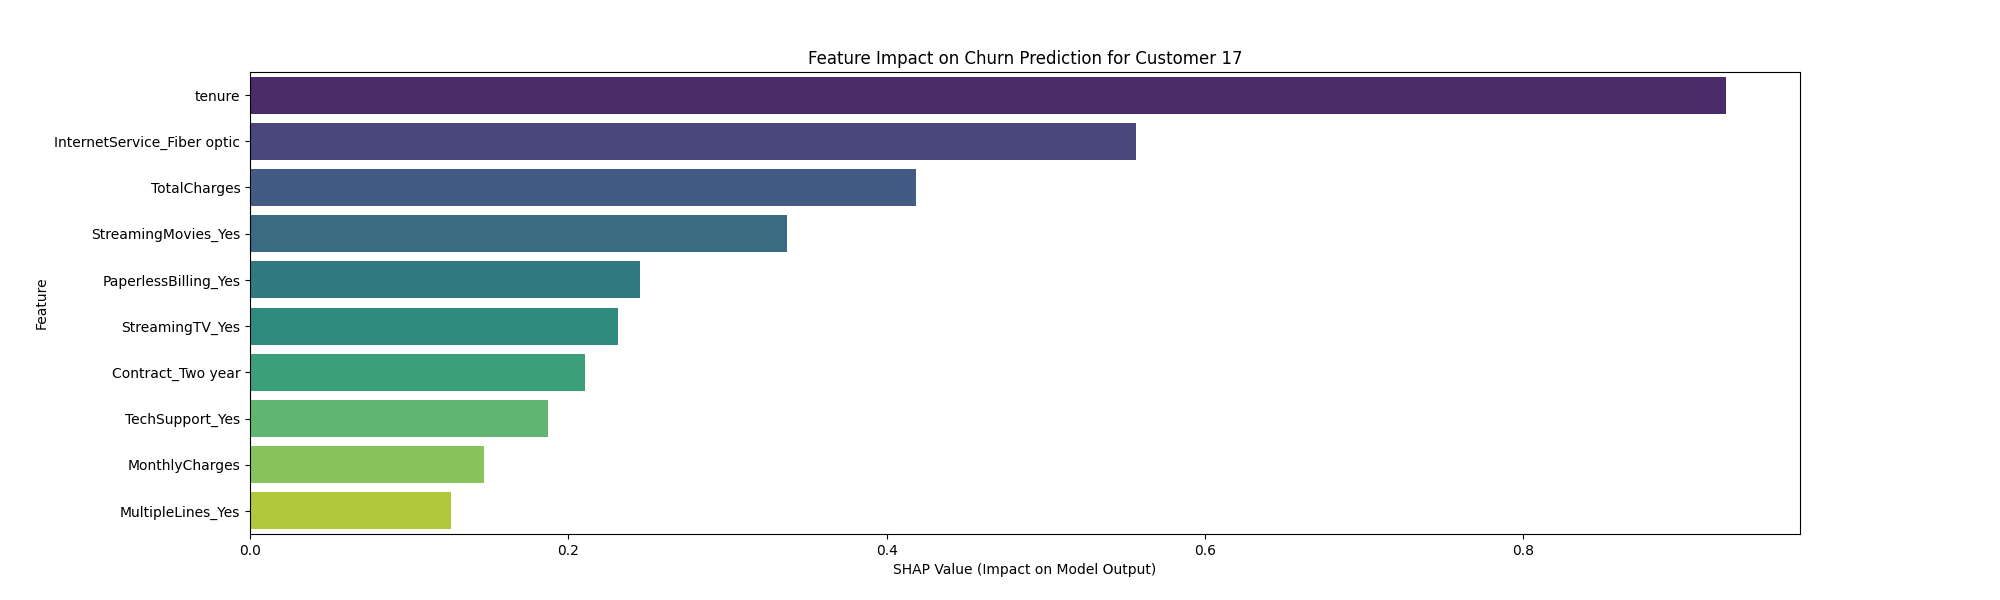 Feature Impact on Churn Prediction for Customer 17
tenure
InternetService_Fiber optic
TotalCharges
StreamingMovies_Yes
PaperlessBilling_Yes
StreamingTV_Yes
Contract_Two year
TechSupport_Yes
MonthlyCharges
MultipleLines_Yes
Feature
0.0 0.2 0.4 0.6 0.8
SHAP Value (Impact on Model Output)